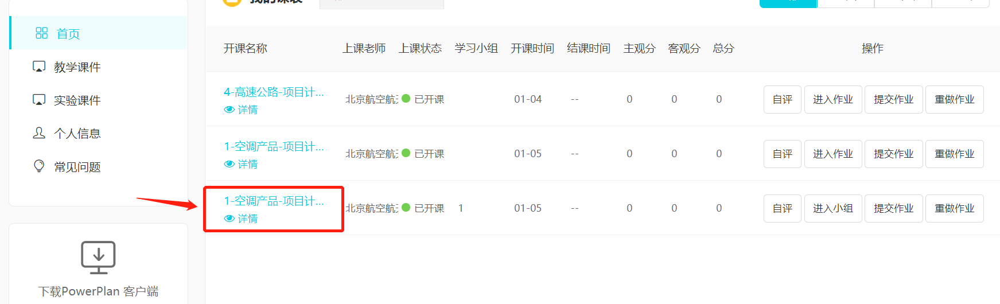 我的课表
首页
教学课件
实验课件
个人信息
常见问题
下载PowerPlan 客户端
开课名称 上课老师 上课状态 学习小组 开课时间 结课时间 主观分 客观分 总分 操作
4-高速公路-项目计... 北京航空航 已开课 01-04 -- 0 0 0 自评 进入作业 提交作业 重做作业
详情
1-空调产品-项目计... 北京航空航 已开课 01-05 -- 0 0 0 自评 进入作业 提交作业 重做作业
详情
1-空调产品-项目计... 北京航空航 已开课 1 01-05 -- 0 0 0 自评 进入小组 提交作业 重做作业
详情